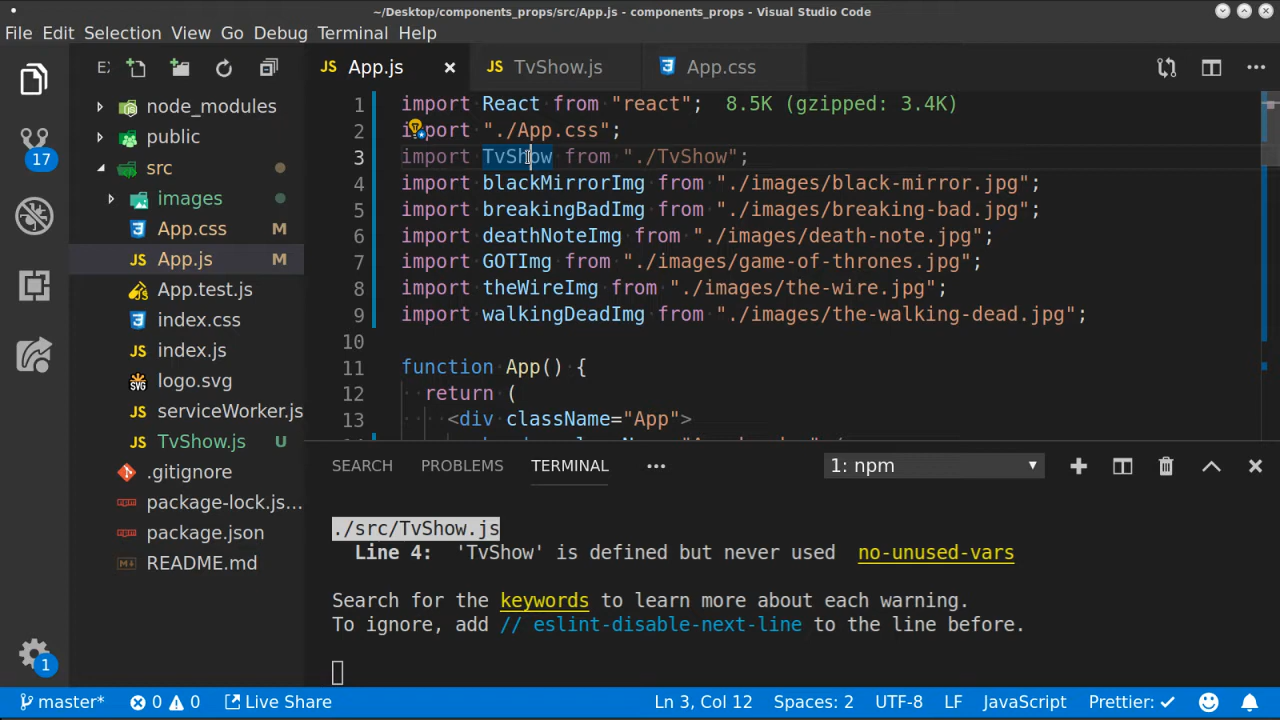 ~/Desktop/components_props/src/App.js - components_props - Visual Studio Code
File Edit Selection View Go Debug Terminal Help
E:
JS App.js
JS TvShow.js
App.css
node_modules
public
src
images
App.css M
JS App.js M
App.test.js
index.css
JS index.js
SVG logo.svg
JS serviceWorker.js
JS TvShow.js U
.gitignore
package-lock.js...
package.json
README.md
17
1
1 import React from "react"; 8.5K (gzipped: 3.4K)
2 import "./App.css";
3 import TvShow from "./TvShow";
4 import blackMirrorImg from "./images/black-mirror.jpg";
5 import breakingBadImg from "./images/breaking-bad.jpg";
6 import deathNoteImg from "./images/death-note.jpg";
7 import GOTImg from "./images/game-of-thrones.jpg";
8 import theWireImg from "./images/the-wire.jpg";
9 import walkingDeadImg from "./images/the-walking-dead.jpg";
10
11 function App() {
12 return (
13 <div className="App">
SEARCH PROBLEMS TERMINAL ... 1: npm
./src/TvShow.js
Line 4: 'TvShow' is defined but never used no-unused-vars
Search for the keywords to learn more about each warning.
To ignore, add // eslint-disable-next-line to the line before.
master* 0 0 Live Share Ln 3, Col 12 Spaces: 2 UTF-8 LF JavaScript Prettier: ✓